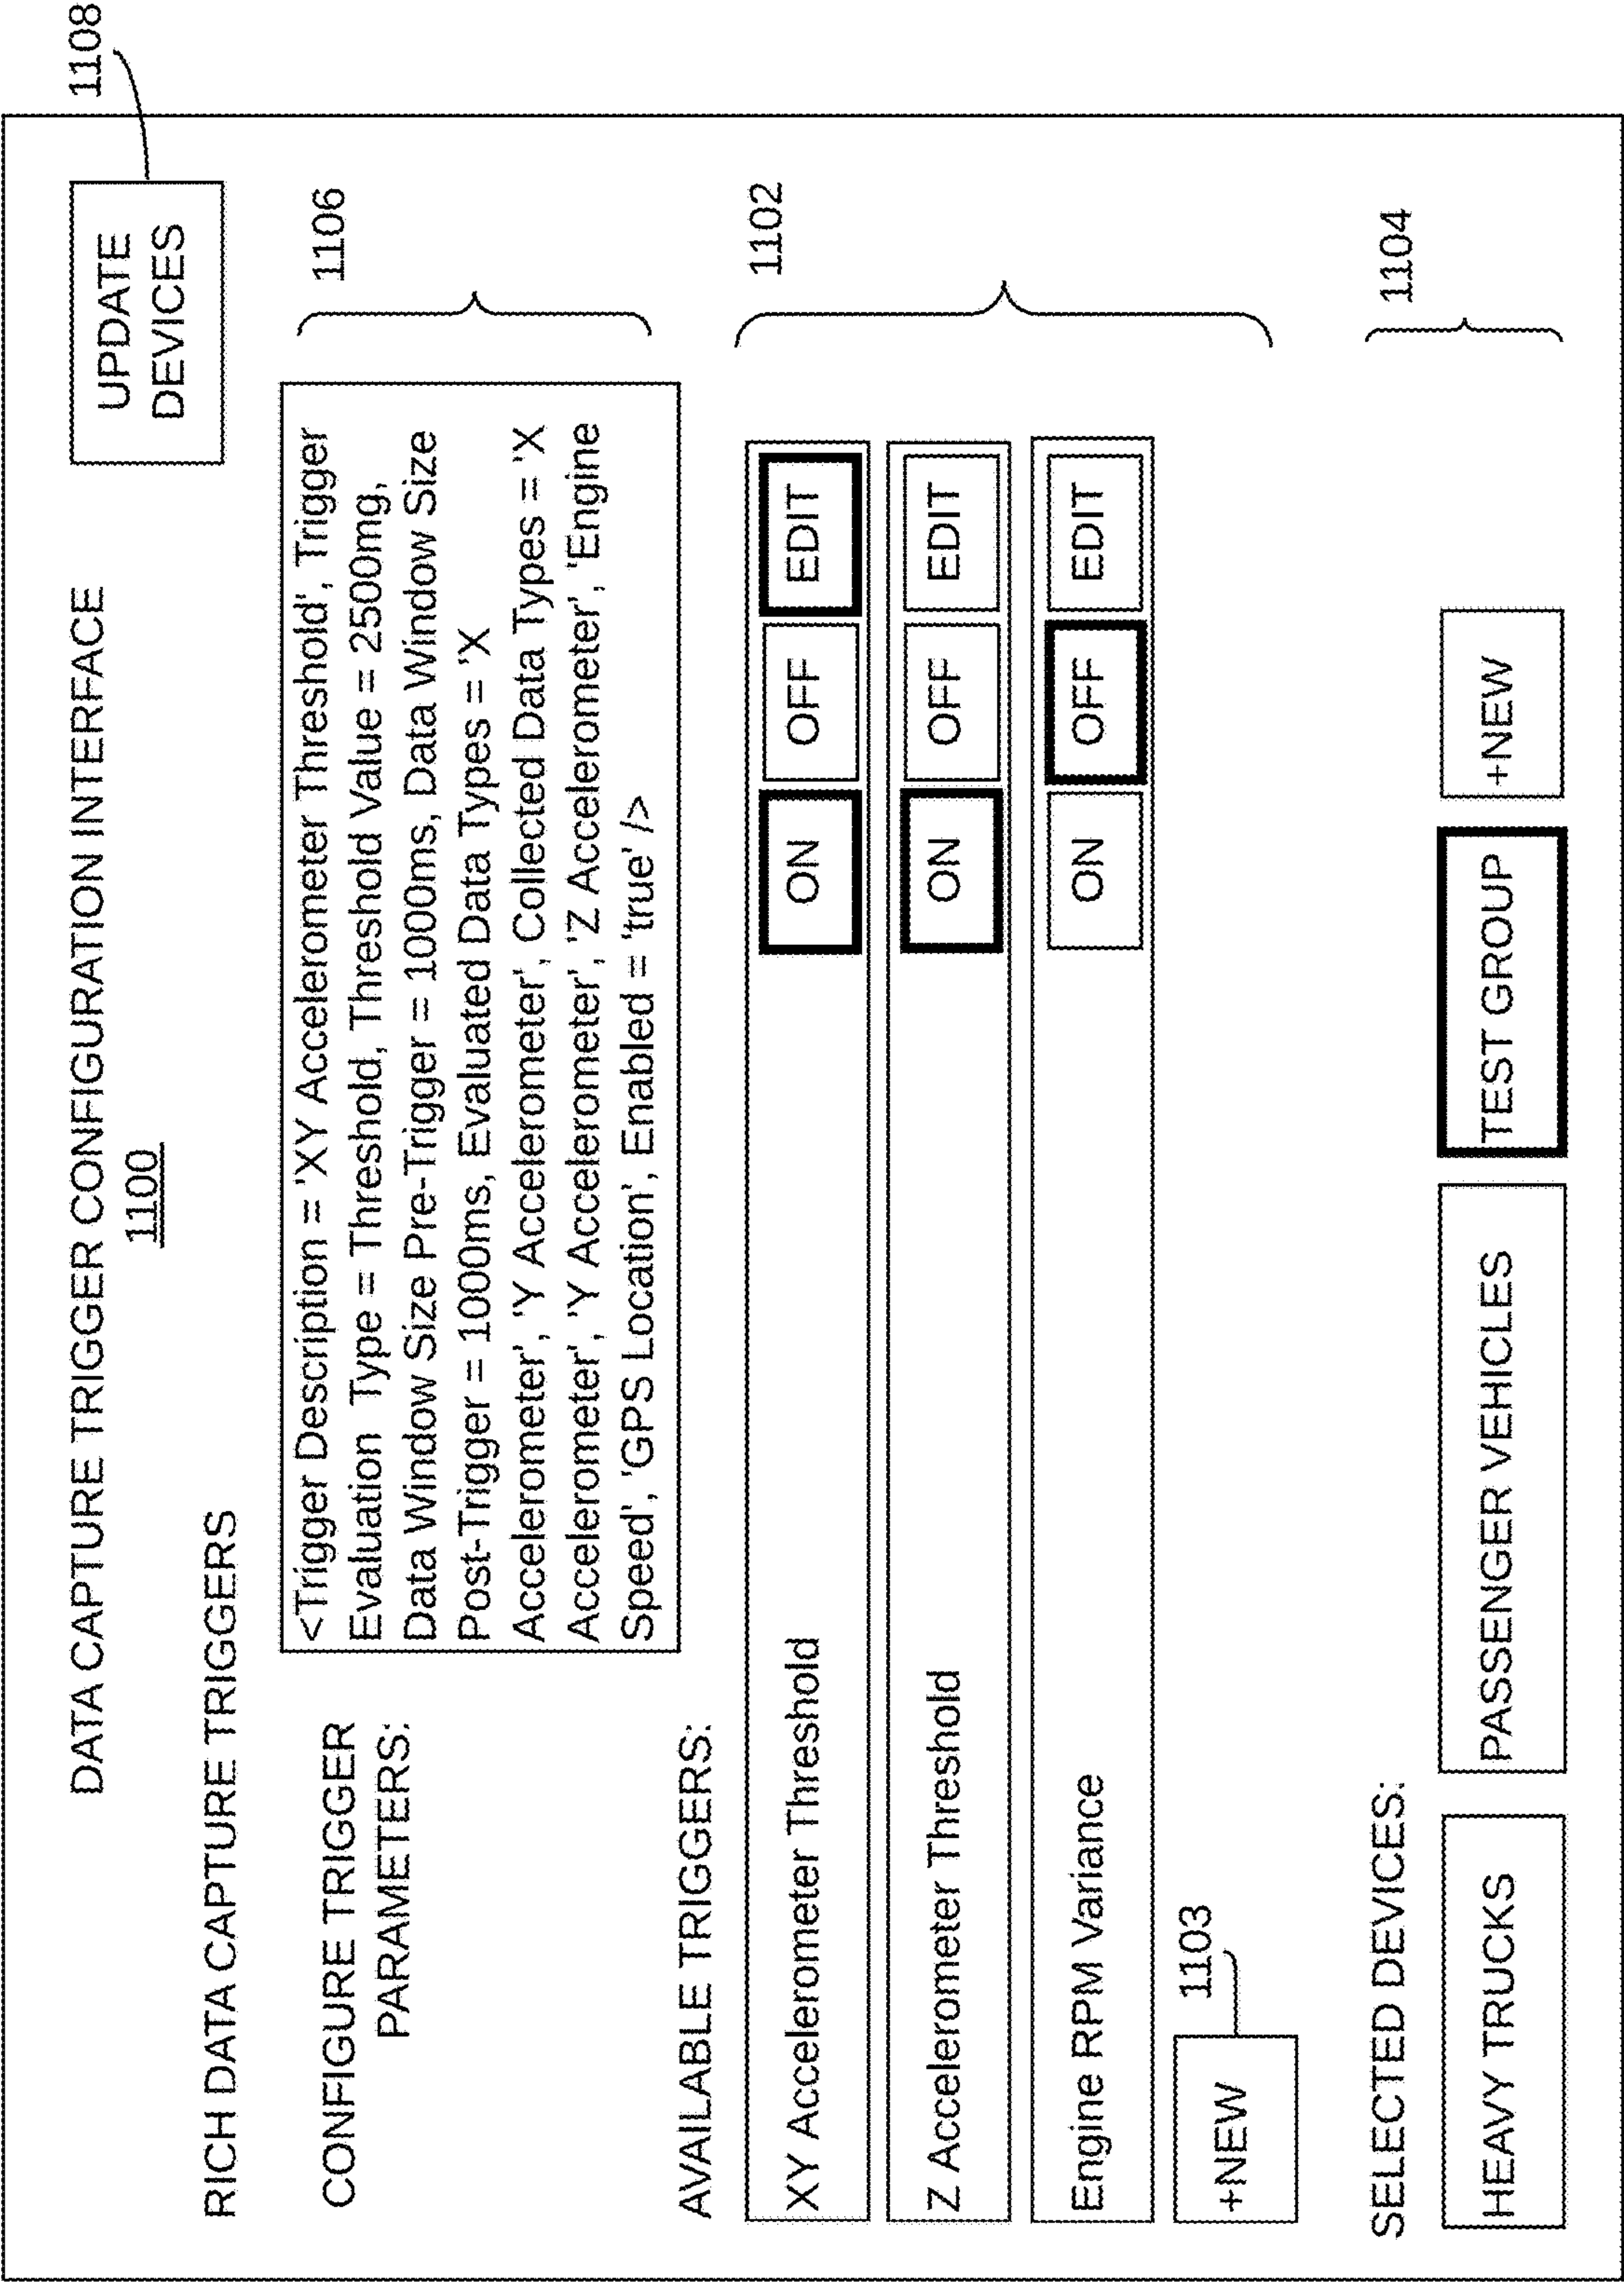 DATA CAPTURE TRIGGER CONFIGURATION INTERFACE
1100
UPDATE
DEVICES
1108
RICH DATA CAPTURE TRIGGERS
CONFIGURE TRIGGER
PARAMETERS:
<Trigger Description = 'XY Accelerometer Threshold', Trigger
Evaluation Type = Threshold, Threshold Value = 2500mg,
Data Window Size Pre-Trigger = 1000ms, Data Window Size
Post-Trigger = 1000ms, Evaluated Data Types = 'X
Accelerometer', 'Y Accelerometer', Collected Data Types = 'X
Accelerometer', 'Y Accelerometer', 'Z Accelerometer', 'Engine
Speed', 'GPS Location', Enabled = 'true' />
1106
AVAILABLE TRIGGERS:
XY Accelerometer Threshold ON OFF EDIT
Z Accelerometer Threshold ON OFF EDIT
Engine RPM Variance ON OFF EDIT
1102
+NEW
1103
SELECTED DEVICES:
HEAVY TRUCKS PASSENGER VEHICLES TEST GROUP +NEW
1104